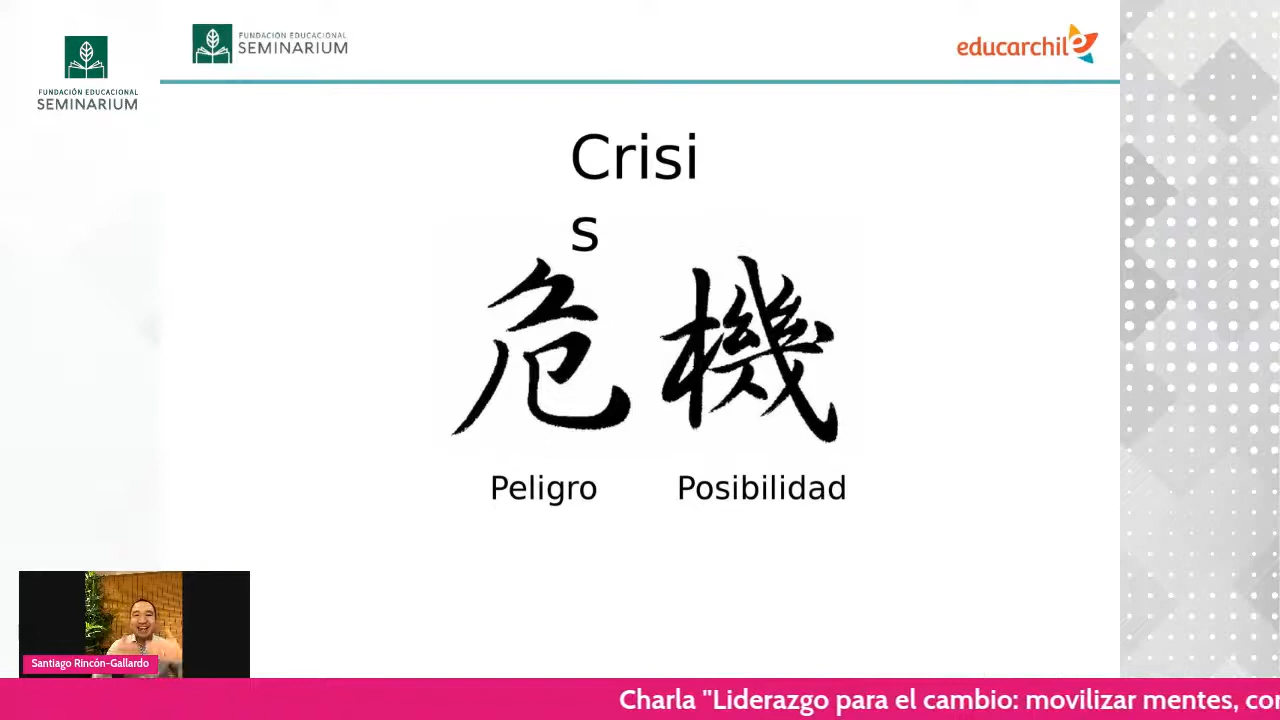 FUNDACIÓN EDUCACIONAL
SEMINARIUM
FUNDACIÓN EDUCACIONAL
SEMINARIUM
educarchile
Crisi
s
危機
Peligro Posibilidad
Santiago Rincón-Gallardo
Charla "Liderazgo para el cambio: movilizar mentes, cor